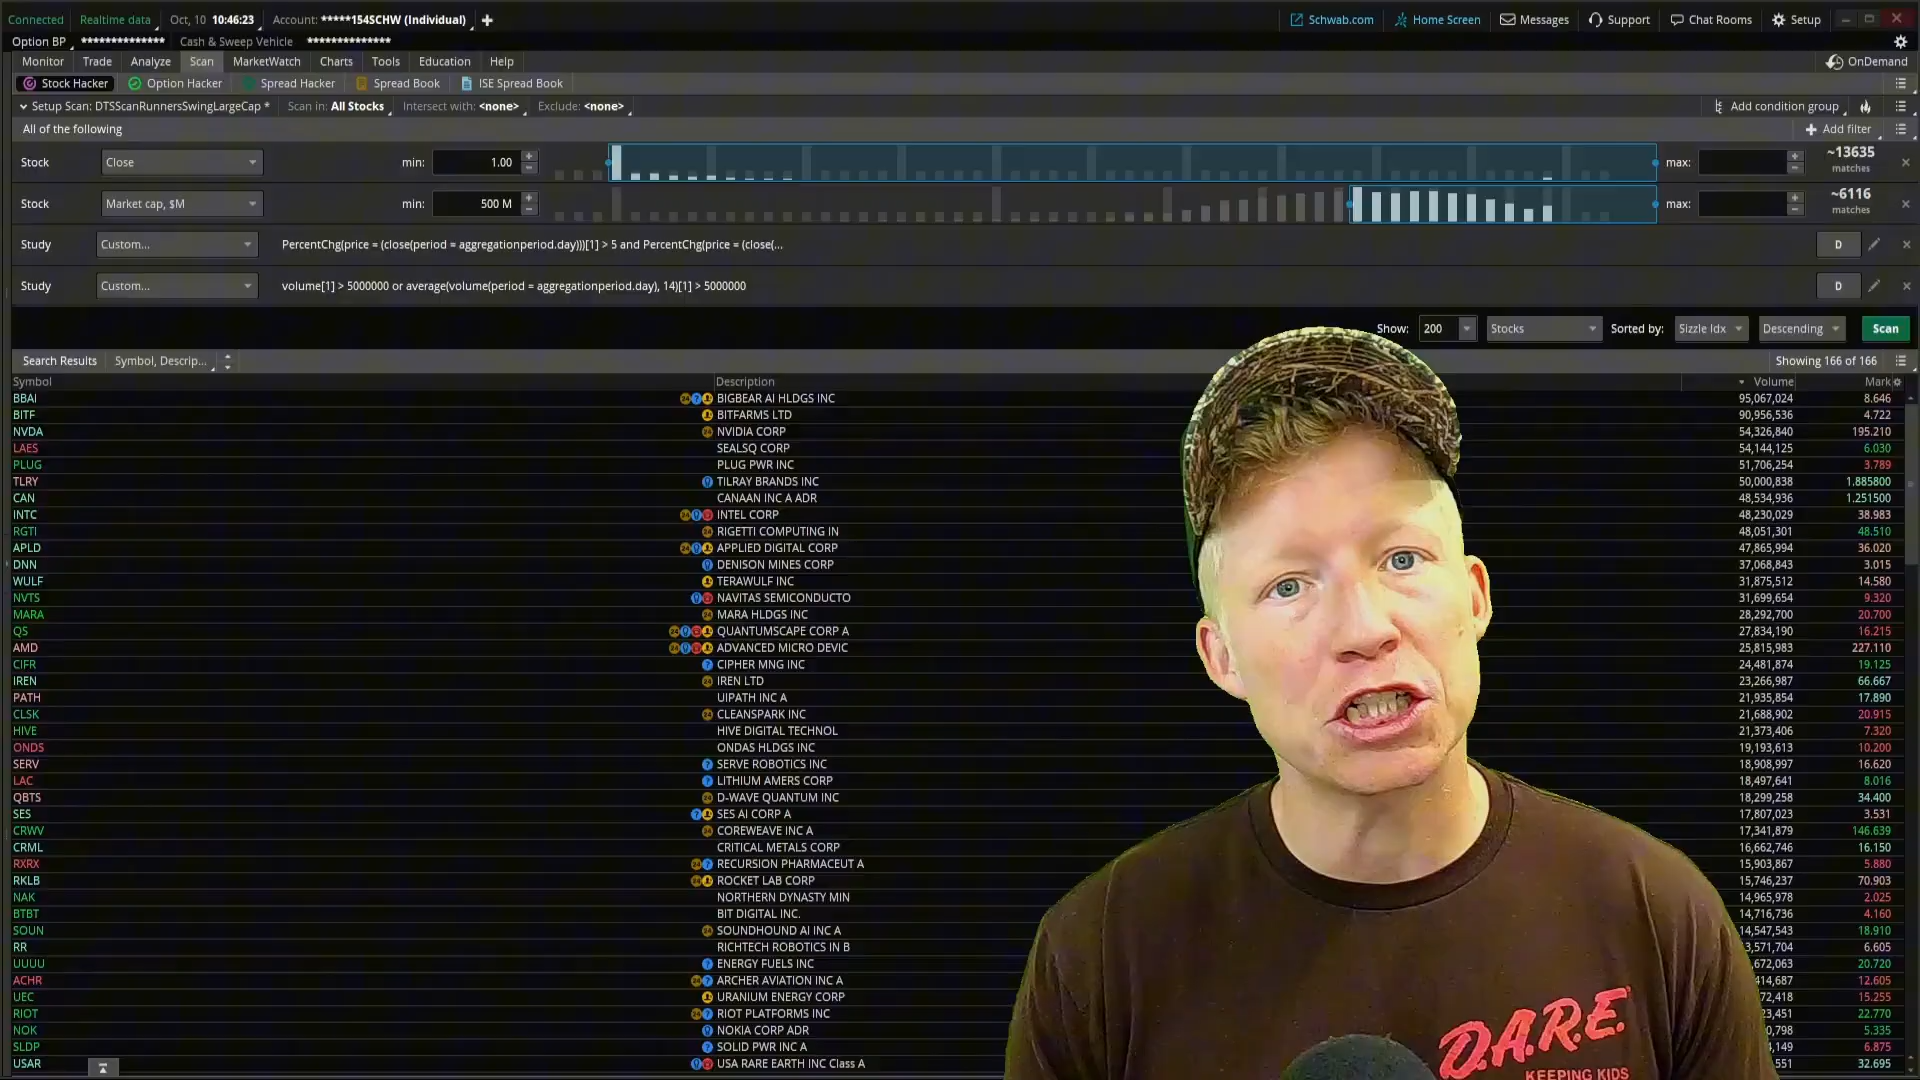 Connected Realtime data Oct, 10 10:46:23 Account: *****154SCHW (Individual) Schwab.com Home Screen Messages Support Chat Rooms Setup
Option BP ************** Cash & Sweep Vehicle **************
Monitor Trade Analyze Scan MarketWatch Charts Tools Education Help OnDemand
Stock Hacker Option Hacker Spread Hacker Spread Book ISE Spread Book
Setup Scan: DTSScanRunnersSwingLargeCap * Scan in: All Stocks Intersect with: <none> Exclude: <none> Add condition group
All of the following Add filter
Stock Close min: 1.00 max: ~13635 matches
Stock Market cap, $M min: 500 M max: ~6116 matches
Study Custom... PercentChg(price = (close(period = aggregationperiod.day)))[1] > 5 and PercentChg(price = (close(... D
Study Custom... volume[1] > 5000000 or average(volume(period = aggregationperiod.day), 14)[1] > 5000000 D
Show: 200 Stocks Sorted by: Sizzle Idx Descending Scan
Search Results Symbol, Descrip... Showing 166 of 166
Symbol Description Volume Mark
BBAI BIGBEAR AI HLDGS INC 95,067,024 8.646
BITF BITFARMS LTD 90,956,536 4.722
NVDA NVIDIA CORP 54,326,840 195.210
LAES SEALSQ CORP 54,144,125 6.030
PLUG PLUG PWR INC 51,706,254 3.789
TLRY TILRAY BRANDS INC 50,000,838 1.885800
CAN CANAAN INC A ADR 48,534,936 1.251500
INTC INTEL CORP 48,230,029 38.983
RGTI RIGETTI COMPUTING IN 48,051,301 48.510
APLD APPLIED DIGITAL CORP 47,865,994 36.020
DNN DENISON MINES CORP 37,068,843 3.015
WULF TERAWULF INC 31,875,512 14.580
NVTS NAVITAS SEMICONDUCTO 31,699,654 9.320
MARA MARA HLDGS INC 28,292,700 20.700
QS QUANTUMSCAPE CORP A 27,834,190 16.215
AMD ADVANCED MICRO DEVIC 25,815,983 227.110
CIFR CIPHER MNG INC 24,481,874 19.125
IREN IREN LTD 23,266,987 66.667
PATH UIPATH INC A 21,935,854 17.890
CLSK CLEANSPARK INC 21,688,902 20.915
HIVE HIVE DIGITAL TECHNOL 21,373,406 7.320
ONDS ONDAS HLDGS INC 19,193,613 10.200
SERV SERVE ROBOTICS INC 18,908,997 16.620
LAC LITHIUM AMERS CORP 18,497,641 8.016
QBTS D-WAVE QUANTUM INC 18,299,258 34.400
SES SES AI CORP A 17,807,023 3.531
CRWV COREWEAVE INC A 17,341,879 146.639
CRML CRITICAL METALS CORP 16,662,746 16.150
RXRX RECURSION PHARMACEUT A 15,903,867 5.880
RKLB ROCKET LAB CORP 15,746,237 70.903
NAK NORTHERN DYNASTY MIN 14,965,978 2.025
BTBT BIT DIGITAL INC. 14,716,736 4.160
SOUN SOUNDHOUND AI INC A 14,547,543 18.910
RR RICHTECH ROBOTICS IN B 3,571,704 6.605
UUUU ENERGY FUELS INC 672,063 20.720
ACHR ARCHER AVIATION INC A 414,687 12.605
UEC URANIUM ENERGY CORP 72,418 15.255
RIOT RIOT PLATFORMS INC 23,451 22.770
NOK NOKIA CORP ADR 0,798 5.335
SLDP SOLID PWR INC A ,149 6.875
USAR USA RARE EARTH INC Class A 551 32.695
D.A.R.E.
KEEPING KIDS